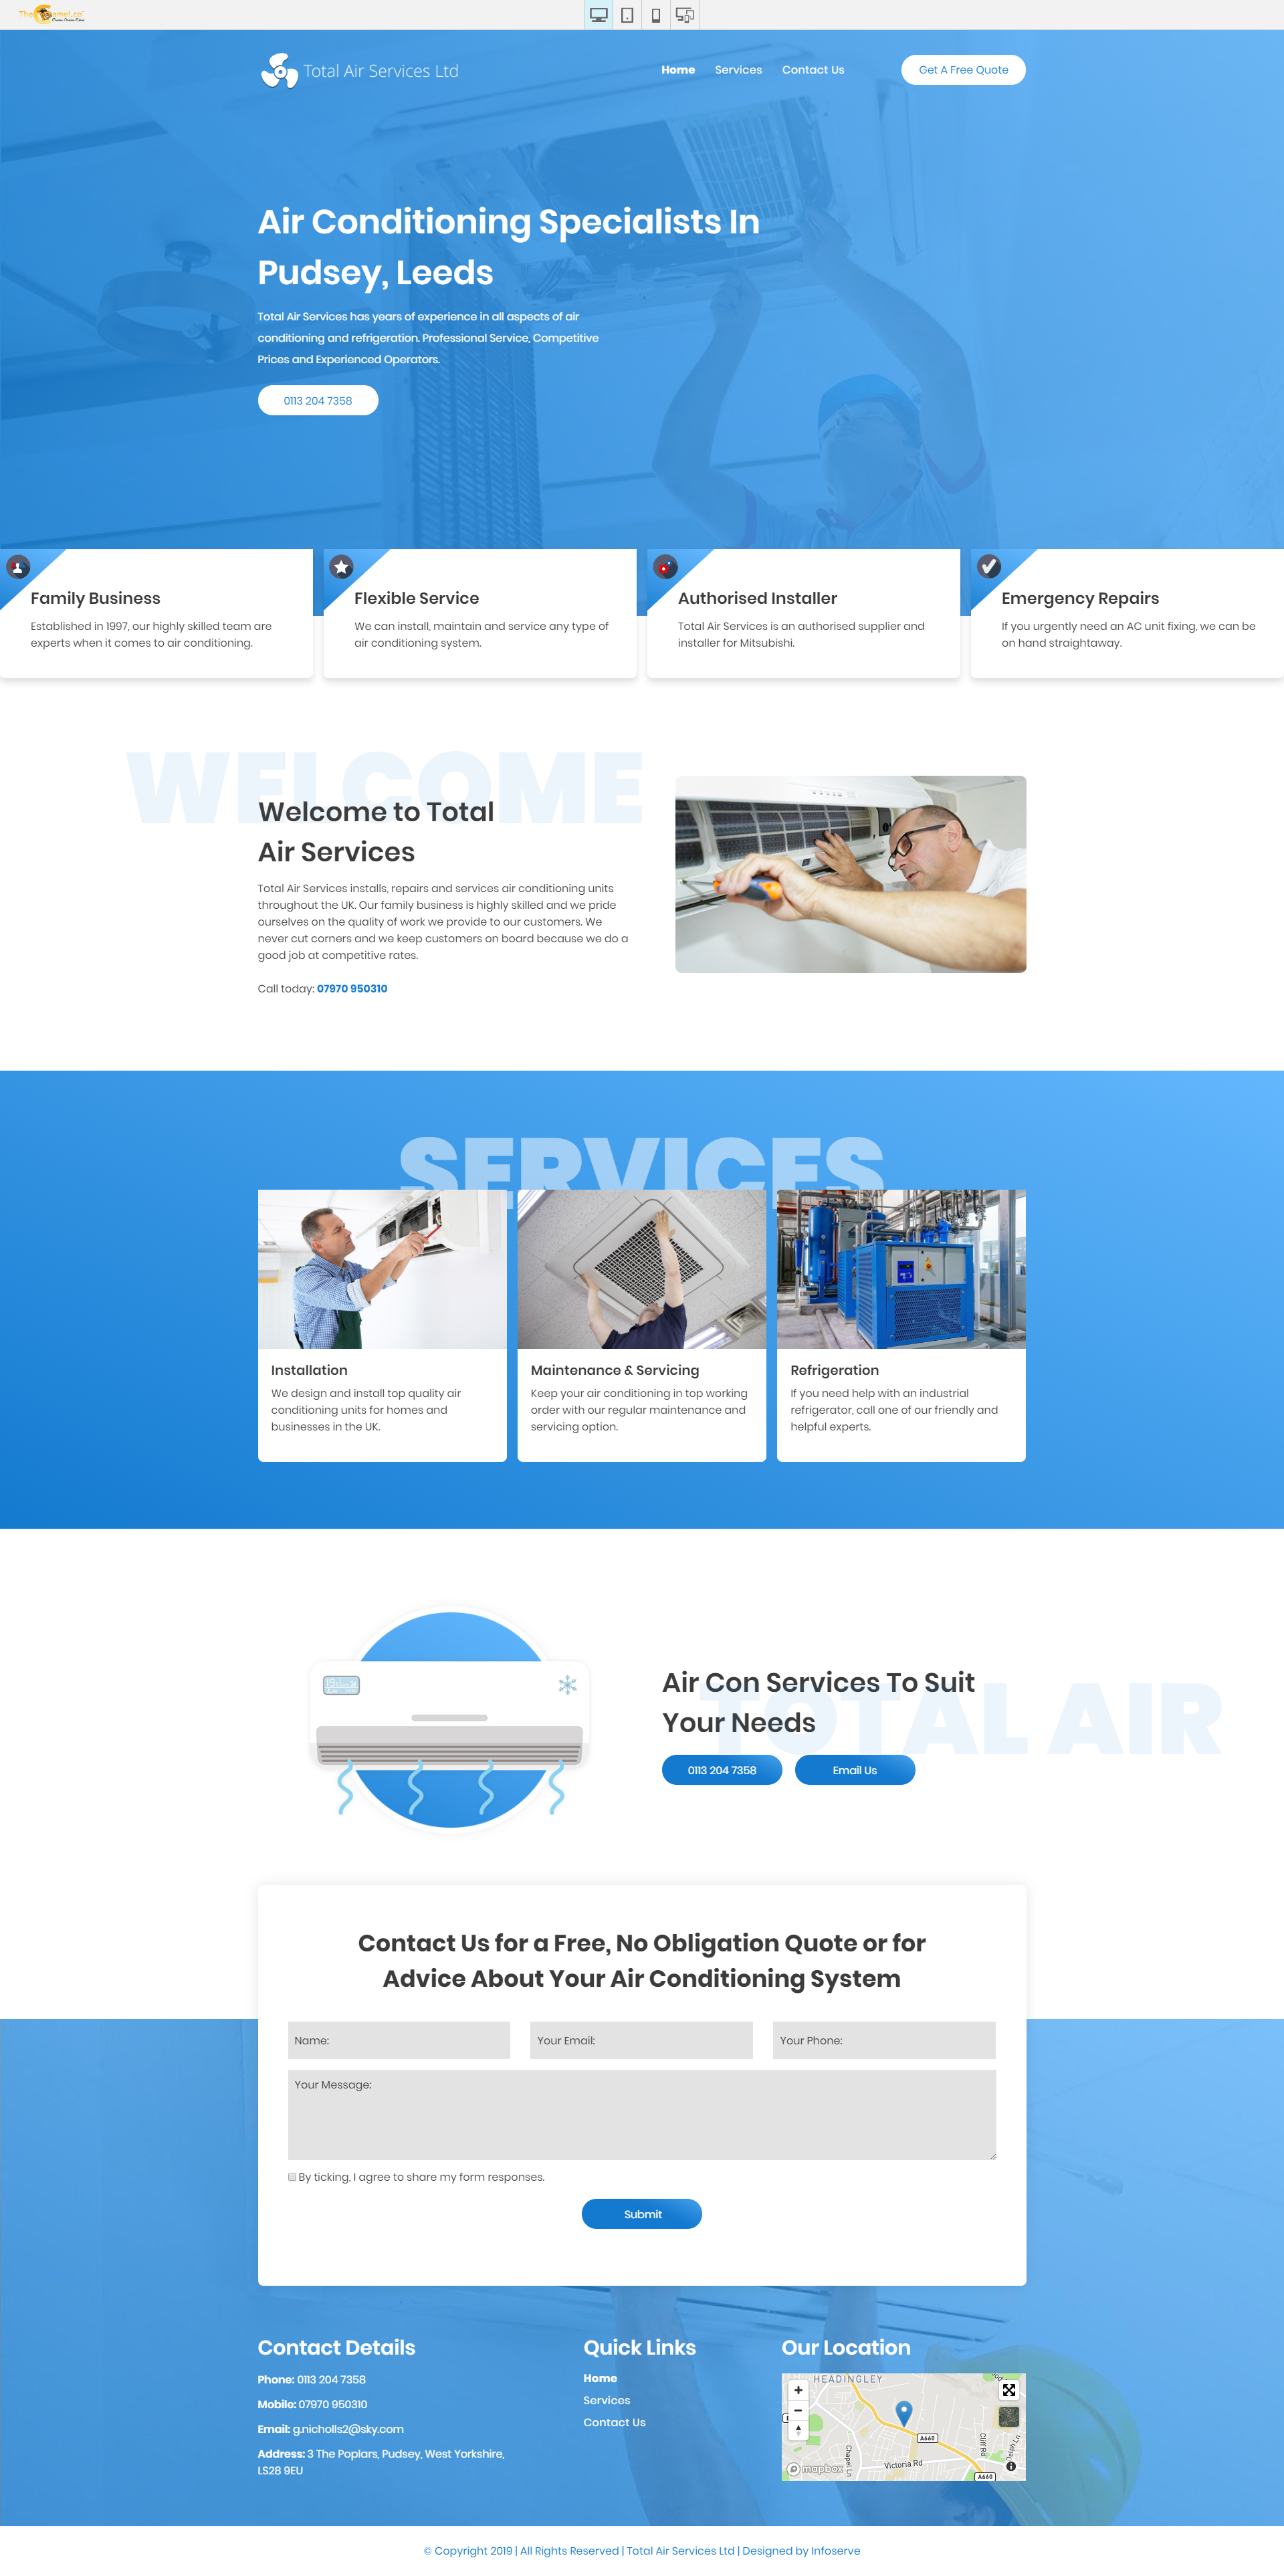 Total Air Services Ltd
Home
Services
Contact Us
Get A Free Quote
Air Conditioning Specialists In
Pudsey, Leeds
Total Air Services has years of experience in all aspects of air
conditioning and refrigeration. Professional Service, Competitive
Prices and Experienced Operators.
0113 204 7358
Family Business
Established in 1997, our highly skilled team are
experts when it comes to air conditioning.
Flexible Service
We can install, maintain and service any type of
air conditioning system.
Authorised Installer
Total Air Services is an authorised supplier and
installer for Mitsubishi.
Emergency Repairs
If you urgently need an AC unit fixing, we can be
on hand straightaway.
WELCOME
Welcome to Total
Air Services
Total Air Services installs, repairs and services air conditioning units
throughout the UK. Our family business is highly skilled and we pride
ourselves on the quality of work we provide to our customers. We
never cut corners and we keep customers on board because we do a
good job at competitive rates.
Call today: 07970 950310
SERVICES
Installation
We design and install top quality air
conditioning units for homes and
businesses in the UK.
Maintenance & Servicing
Keep your air conditioning in top working
order with our regular maintenance and
servicing option.
Refrigeration
If you need help with an industrial
refrigerator, call one of our friendly and
helpful experts.
TOTAL AIR
Air Con Services To Suit
Your Needs
0113 204 7358
Email Us
Contact Us for a Free, No Obligation Quote or for
Advice About Your Air Conditioning System
Name:
Your Email:
Your Phone:
Your Message:
By ticking, I agree to share my form responses.
Submit
Contact Details
Phone: 0113 204 7358
Mobile: 07970 950310
Email: g.nicholls2@sky.com
Address: 3 The Poplars, Pudsey, West Yorkshire,
LS28 9EU
Quick Links
Home
Services
Contact Us
Our Location
HEADINGLEY
A660
Chapel Ln
Victoria Rd
Cliff Rd
A660
mapbox
© Copyright 2019 | All Rights Reserved | Total Air Services Ltd | Designed by Infoserve